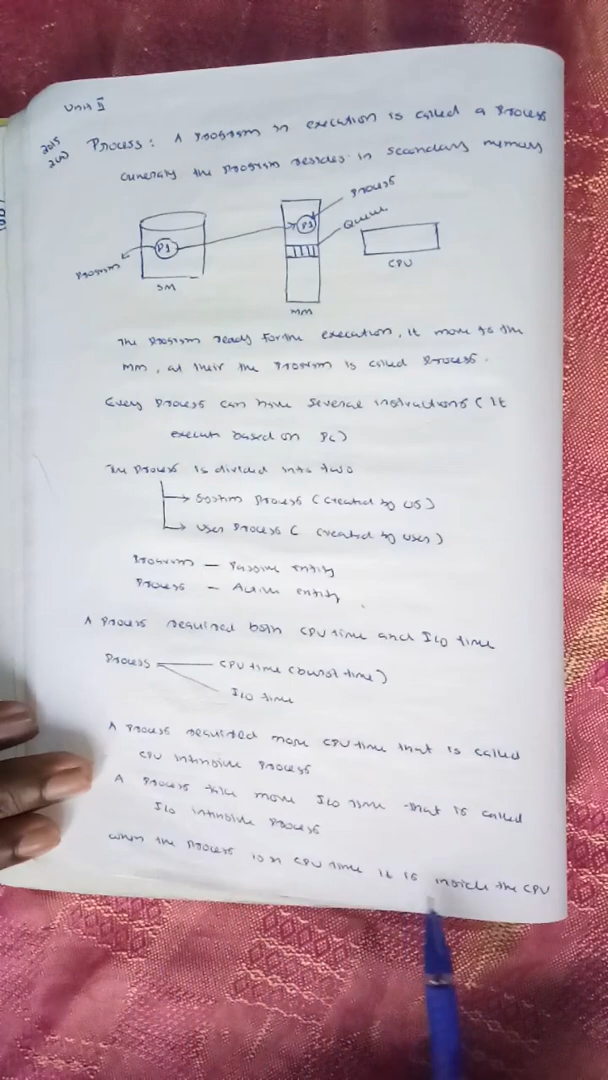 Unit II
2015
Process: A Program in execution is called a Process
Generaly the Program resides in Scondary memory
Process
Queue
P1
P1
Program
CPU
SM
MM
The Program ready for the execution, it move to the
MM, at their the Program is called Process.
Every Process can have Several instructions (It
execute based on PC)
The Process is divided into two
System Process (created by OS)
User Process ( created by user)
Program - Passive entity
Process - Active entity
A Process required both CPU time and I/O time
Process
CPU time (burst time)
I/O time
A Process required more CPU time that is called
CPU intinsive Process
A Process take more I/O time that is called
I/O intinsive Process
when the Process is in CPU time it is inside the CPU